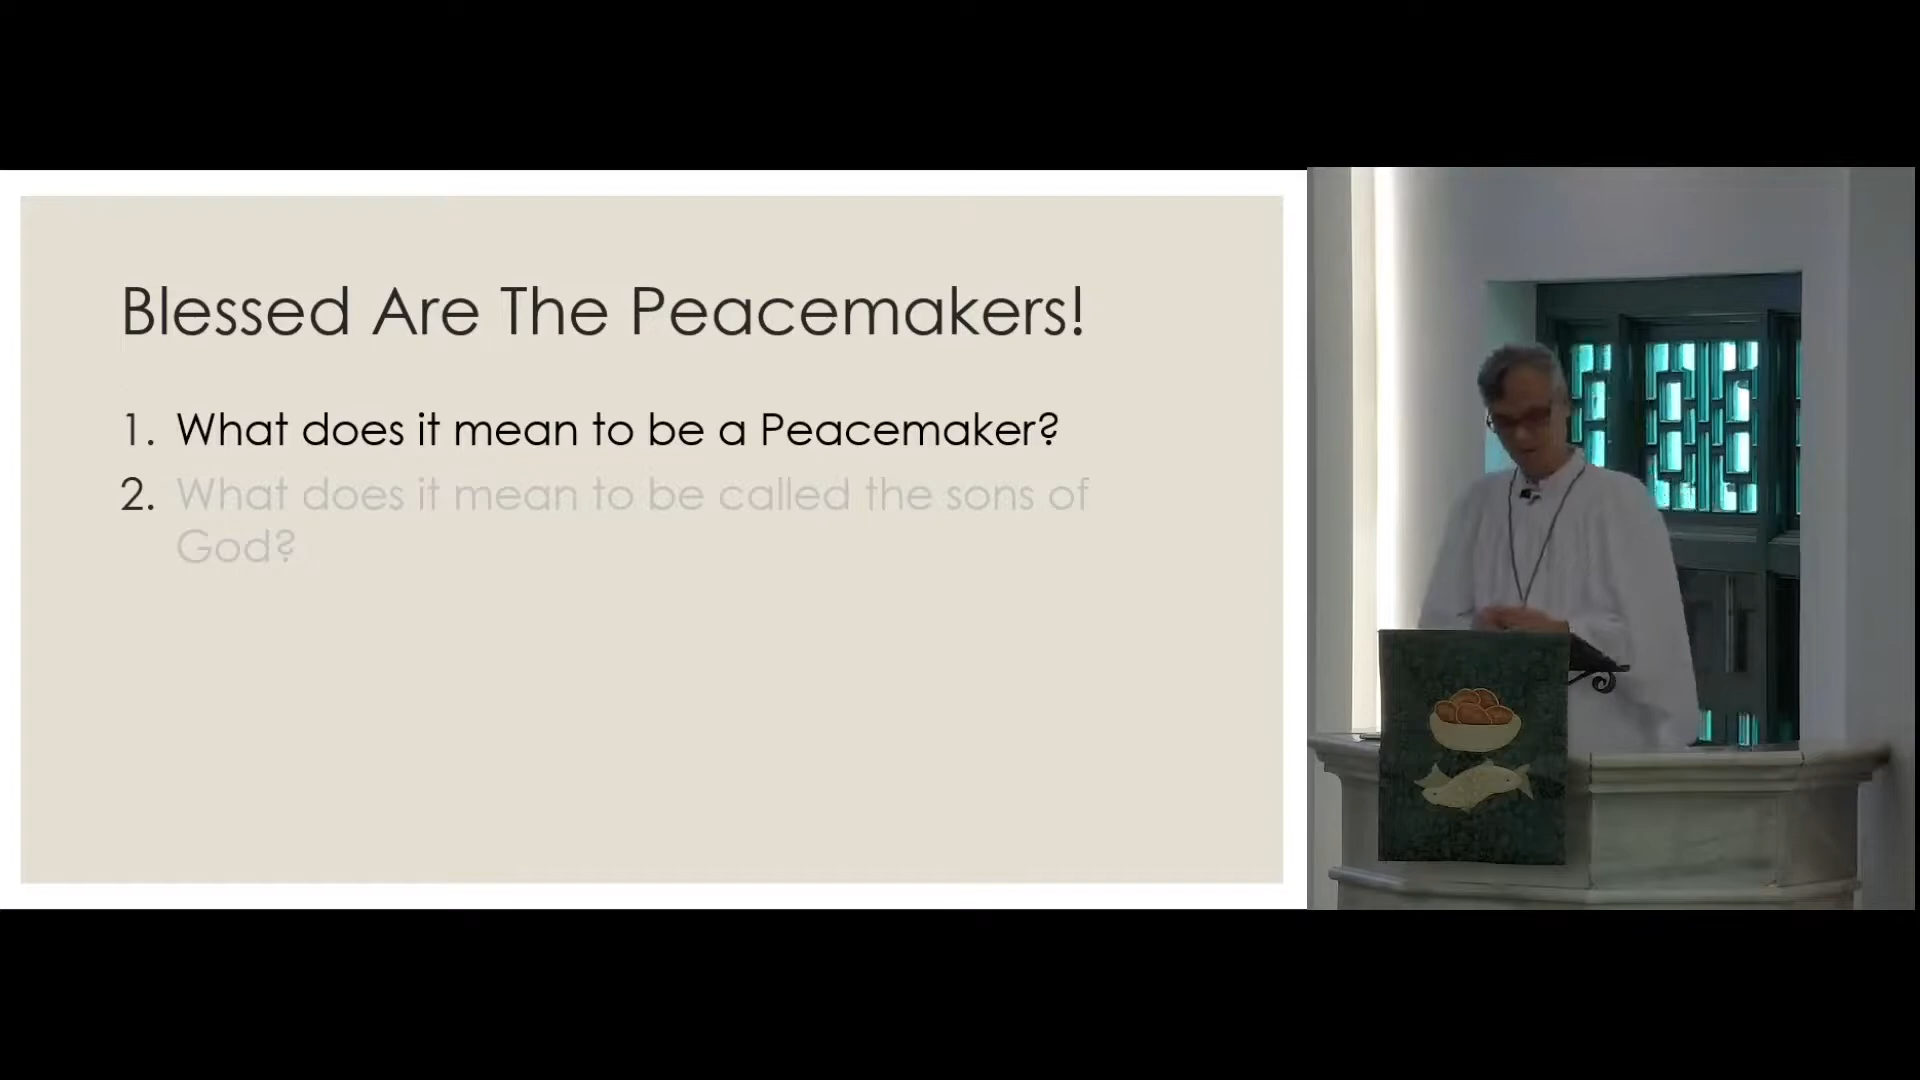 Blessed Are The Peacemakers!
1. What does it mean to be a Peacemaker?
2. What does it mean to be called the sons of
God?